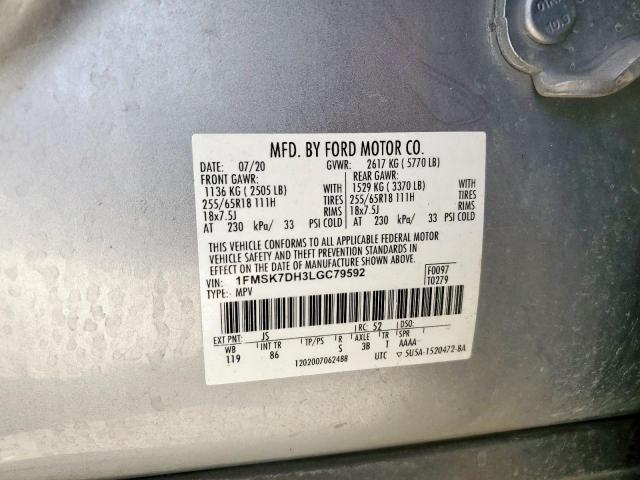 MFD. BY FORD MOTOR CO.
DATE: 07/20 GVWR: 2617 KG ( 5770 LB)
FRONT GAWR: REAR GAWR:
1136 KG ( 2505 LB) WITH 1529 KG ( 3370 LB) WITH
255/65R18 111H TIRES 255/65R18 111H TIRES
18x7.5J RIMS 18x7.5J RIMS
AT 230 kPa/ 33 PSI COLD AT 230 kPa/ 33 PSI COLD
THIS VEHICLE CONFORMS TO ALL APPLICABLE FEDERAL MOTOR
VEHICLE SAFETY AND THEFT PREVENTION STANDARDS IN
EFFECT ON THE DATE OF MANUFACTURE SHOWN ABOVE.
VIN: 1FMSK7DH3LGC79592 F0097
TYPE: MPV T0279
EXT PNT: JS RC: 52 DSO:
WB INT TR TP/PS R AXLE TR SPR
119 86 S 3B T AAAA
1202007062488 UTC ▽ 5U5A-1520472-BA